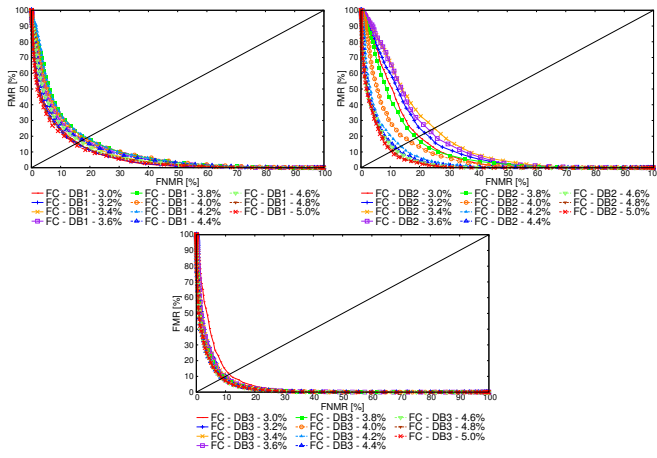 100
90
80
70
60
50
40
30
20
10
0
FMR [%]
0 10 20 30 40 50 60 70 80 90 100
FNMR [%]
FC - DB1 - 3.0% FC - DB1 - 3.8% FC - DB1 - 4.6%
FC - DB1 - 3.2% FC - DB1 - 4.0% FC - DB1 - 4.8%
FC - DB1 - 3.4% FC - DB1 - 4.2% FC - DB1 - 5.0%
FC - DB1 - 3.6% FC - DB1 - 4.4%
100
90
80
70
60
50
40
30
20
10
0
FMR [%]
0 10 20 30 40 50 60 70 80 90 100
FNMR [%]
FC - DB2 - 3.0% FC - DB2 - 3.8% FC - DB2 - 4.6%
FC - DB2 - 3.2% FC - DB2 - 4.0% FC - DB2 - 4.8%
FC - DB2 - 3.4% FC - DB2 - 4.2% FC - DB2 - 5.0%
FC - DB2 - 3.6% FC - DB2 - 4.4%
100
90
80
70
60
50
40
30
20
10
0
FMR [%]
0 10 20 30 40 50 60 70 80 90 100
FNMR [%]
FC - DB3 - 3.0% FC - DB3 - 3.8% FC - DB3 - 4.6%
FC - DB3 - 3.2% FC - DB3 - 4.0% FC - DB3 - 4.8%
FC - DB3 - 3.4% FC - DB3 - 4.2% FC - DB3 - 5.0%
FC - DB3 - 3.6% FC - DB3 - 4.4%